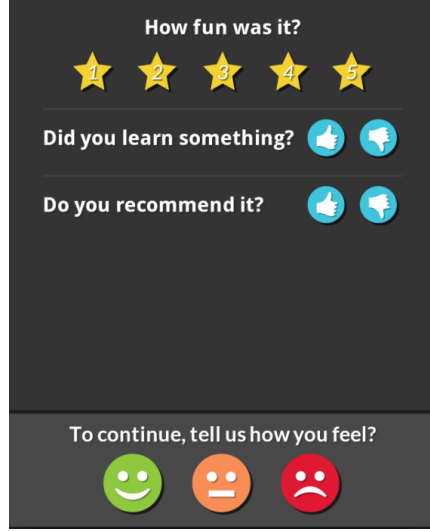 How fun was it?
1 2 3 4 5
Did you learn something?
Do you recommend it?
To continue, tell us how you feel?